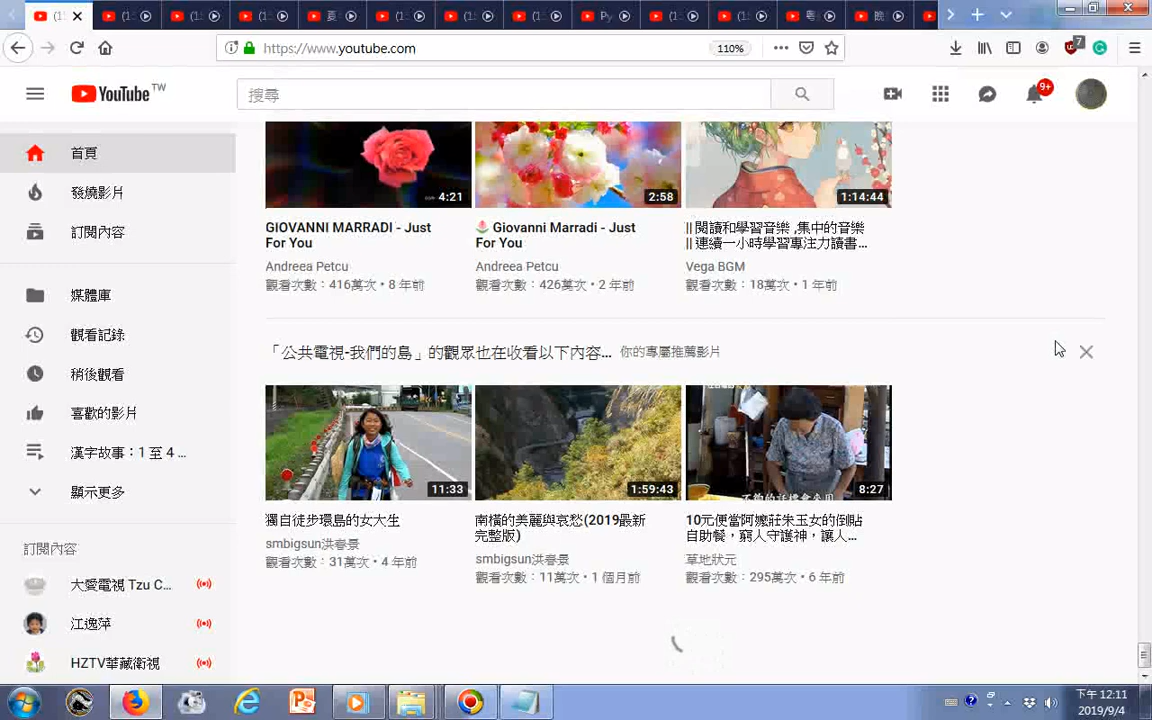 https://www.youtube.com
110%
7
YouTube TW
搜尋
9+
首頁
發燒影片
訂閱內容
媒體庫
觀看記錄
稍後觀看
喜歡的影片
漢字故事：1 至 4 ...
顯示更多
訂閱內容
大愛電視 Tzu C...
江逸萍
HZTV華藏衛視
4:21
2:58
1:14:44
GIOVANNI MARRADI - Just
For You
Andreea Petcu
觀看次數：416萬次 • 8 年前
🌷 Giovanni Marradi - Just
For You
Andreea Petcu
觀看次數：426萬次 • 2 年前
|| 閱讀和學習音樂 ,集中的音樂
|| 連續一小時學習專注力讀書...
Vega BGM
觀看次數：18萬次 • 1 年前
「公共電視-我們的島」的觀眾也在收看以下內容... 你的專屬推薦影片
11:33
1:59:43
8:27
獨自徒步環島的女大生
smbigsun洪春景
觀看次數：31萬次 • 4 年前
南橫的美麗與哀愁(2019最新
完整版)
smbigsun洪春景
觀看次數：11萬次 • 1 個月前
10元便當阿嬤莊朱玉女的倒貼
自助餐，窮人守護神，讓人...
草地狀元
觀看次數：295萬次 • 6 年前
下午 12:11
2019/9/4